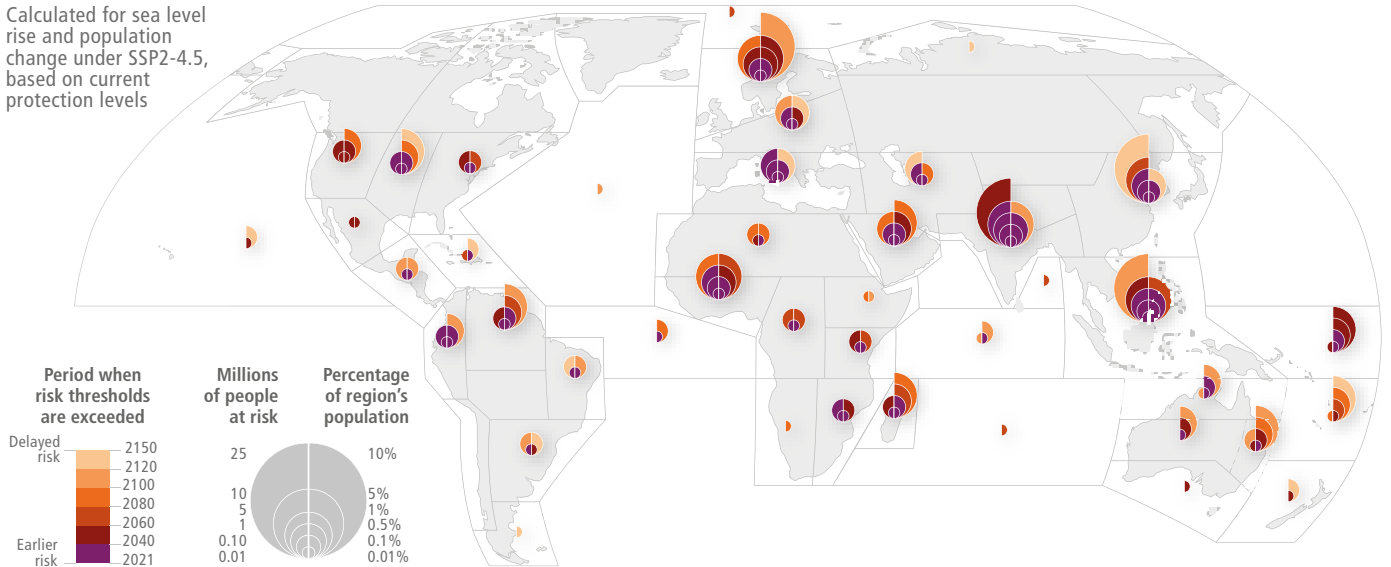 Calculated for sea level
rise and population
change under SSP2-4.5,
based on current
protection levels
Period when
risk thresholds
are exceeded
Delayed
risk
2150
2120
2100
2080
2060
2040
2021
Earlier
risk
Millions
of people
at risk
Percentage
of region's
population
25
10%
10
5%
5
1%
1
0.5%
0.10
0.1%
0.01
0.01%